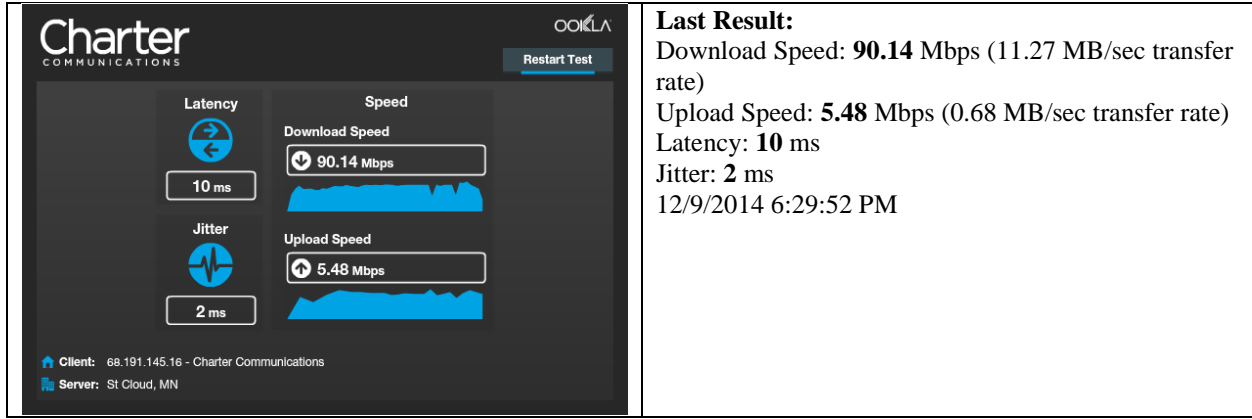 Charter
COMMUNICATIONS
OOKLA
Restart Test
Latency
10 ms
Jitter
2 ms
Speed
Download Speed
90.14 Mbps
Upload Speed
5.48 Mbps
Client: 68.191.145.16 - Charter Communications
Server: St Cloud, MN
Last Result:
Download Speed: 90.14 Mbps (11.27 MB/sec transfer
rate)
Upload Speed: 5.48 Mbps (0.68 MB/sec transfer rate)
Latency: 10 ms
Jitter: 2 ms
12/9/2014 6:29:52 PM